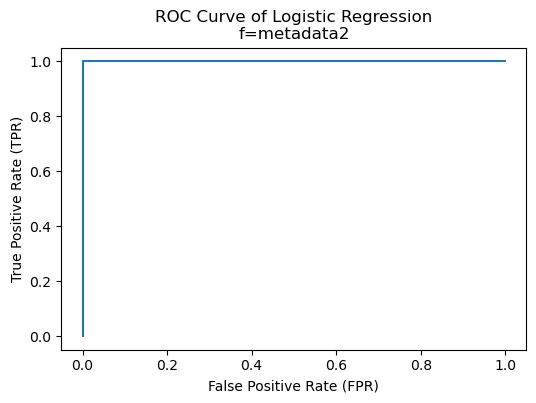 ROC Curve of Logistic Regression
f=metadata2
True Positive Rate (TPR)
1.0
0.8
0.6
0.4
0.2
0.0
0.0 0.2 0.4 0.6 0.8 1.0
False Positive Rate (FPR)